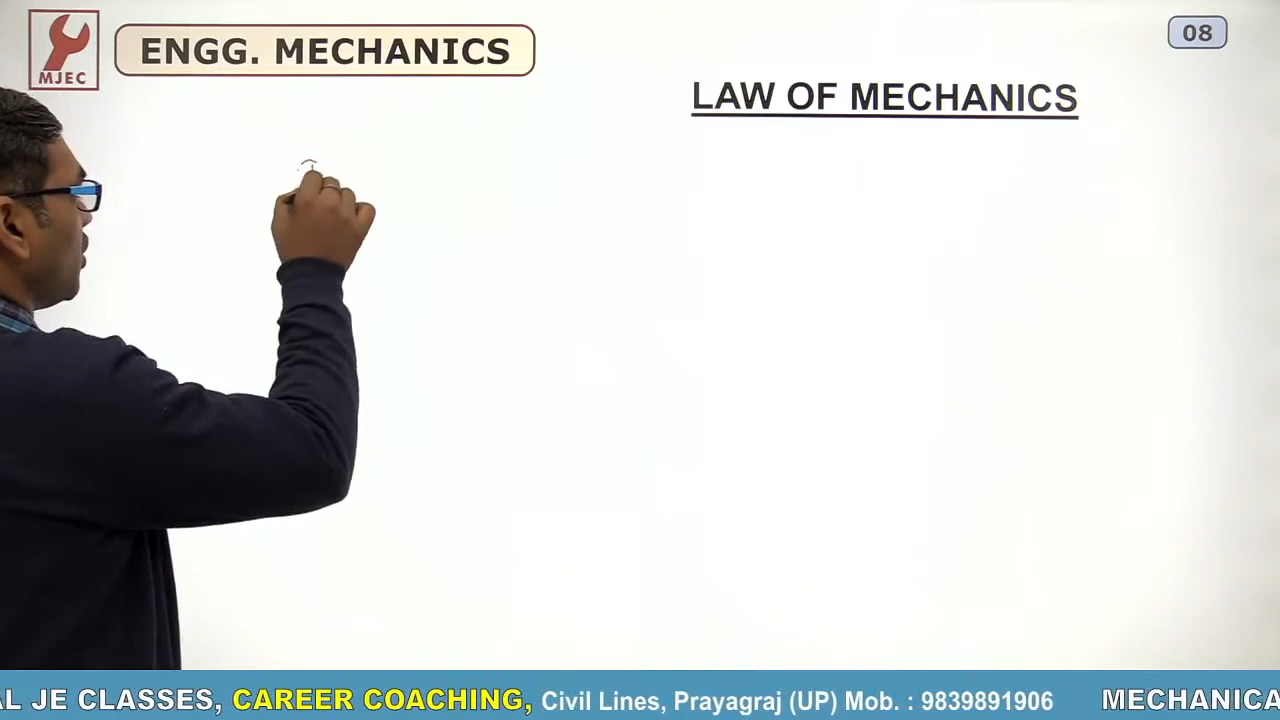 MJEC
ENGG. MECHANICS
08
LAW OF MECHANICS
AL JE CLASSES, CAREER COACHING, Civil Lines, Prayagraj (UP) Mob. : 9839891906 MECHANICA